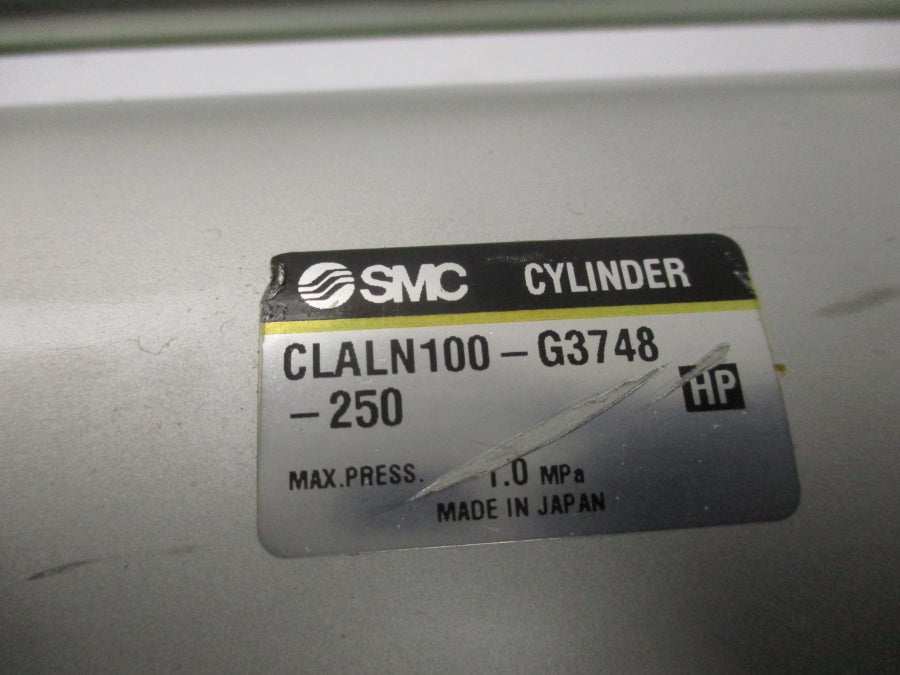 SMC CYLINDER
CLALN100-G3748
-250
HP
MAX.PRESS. 1.0 MPa
MADE IN JAPAN